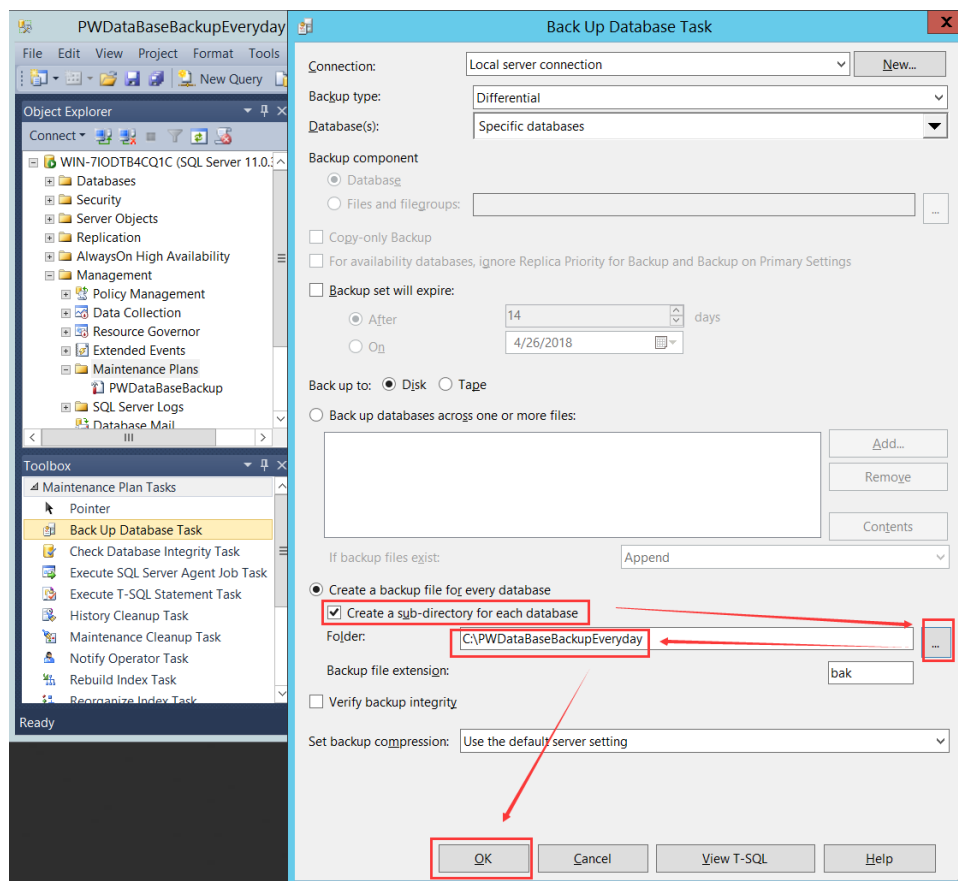 PWDataBaseBackupEveryday
File Edit View Project Format Tools
New Query
Object Explorer
Connect
WIN-7IODTB4CQ1C (SQL Server 11.0.
Databases
Security
Server Objects
Replication
AlwaysOn High Availability
Management
Policy Management
Data Collection
Resource Governor
Extended Events
Maintenance Plans
PWDataBaseBackup
SQL Server Logs
Database Mail
Toolbox
Maintenance Plan Tasks
Pointer
Back Up Database Task
Check Database Integrity Task
Execute SQL Server Agent Job Task
Execute T-SQL Statement Task
History Cleanup Task
Maintenance Cleanup Task
Notify Operator Task
Rebuild Index Task
Reorganize Index Task
Ready
Back Up Database Task
X
Connection: Local server connection New...
Backup type: Differential
Database(s): Specific databases
Backup component
Database
Files and filegroups: ...
Copy-only Backup
For availability databases, ignore Replica Priority for Backup and Backup on Primary Settings
Backup set will expire:
After 14 days
On 4/26/2018
Back up to: Disk Tape
Back up databases across one or more files:
Add...
Remove
Contents
If backup files exist: Append
Create a backup file for every database
Create a sub-directory for each database
Folder: C:\PWDataBaseBackupEveryday ...
Backup file extension: bak
Verify backup integrity
Set backup compression: Use the default server setting
OK Cancel View T-SQL Help